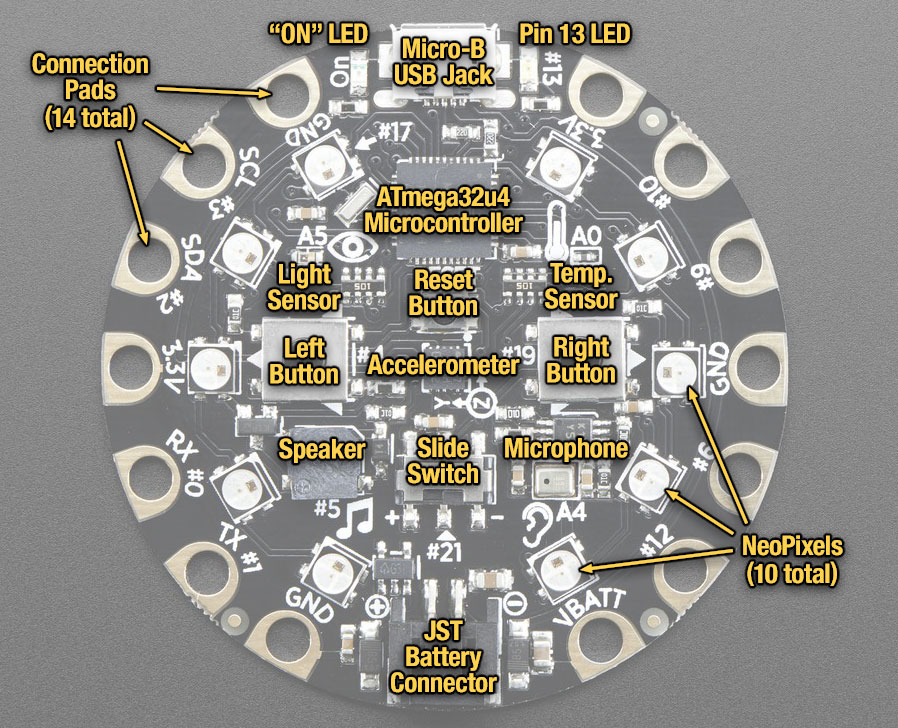 “ON” LED
Micro-B
USB Jack
Pin 13 LED
Connection
Pads
(14 total)
on
#13
GND
#17
3.3V
SCL
#3
#10
ATmega32u4
Microcontroller
A5
A0
SDA
#2
#9
Light
Sensor
Reset
Button
Temp.
Sensor
3.3V
Left
Button
Accelerometer
#19
Right
Button
GND
Y
Z
RX
#0
Speaker
Slide
Switch
Microphone
TX
#1
#5
+
-
#21
A4
#12
NeoPixels
(10 total)
GND
VBATT
JST
Battery
Connector